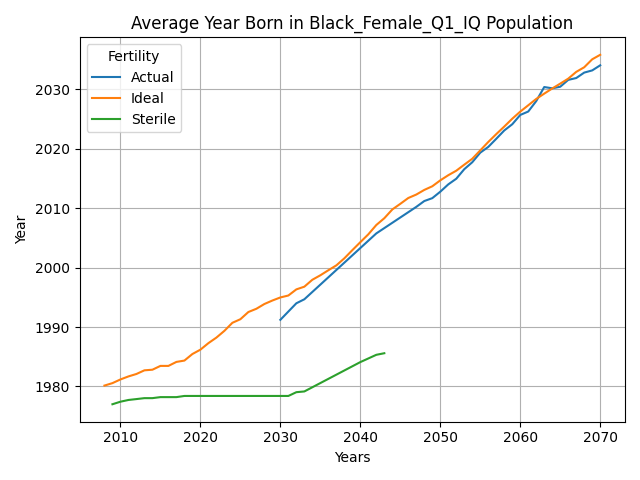 Average Year Born in Black_Female_Q1_IQ Population
Fertility
Actual
Ideal
Sterile
Year
2030
2020
2010
2000
1990
1980
2010 2020 2030 2040 2050 2060 2070
Years